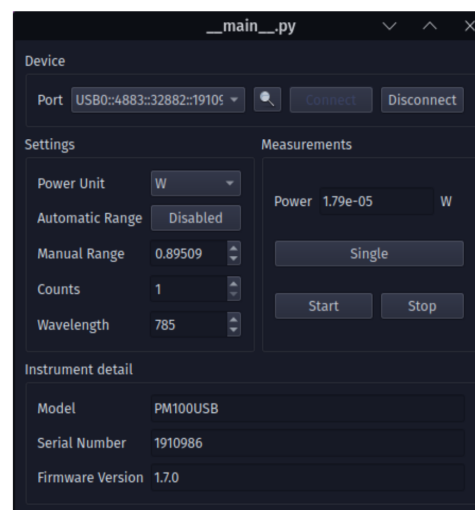 __main__.py
Device
Port USB0::4883::32882::1910
Connect Disconnect
Settings
Power Unit W
Automatic Range Disabled
Manual Range 0.89509
Counts 1
Wavelength 785
Measurements
Power 1.79e-05 W
Single
Start Stop
Instrument detail
Model PM100USB
Serial Number 1910986
Firmware Version 1.7.0